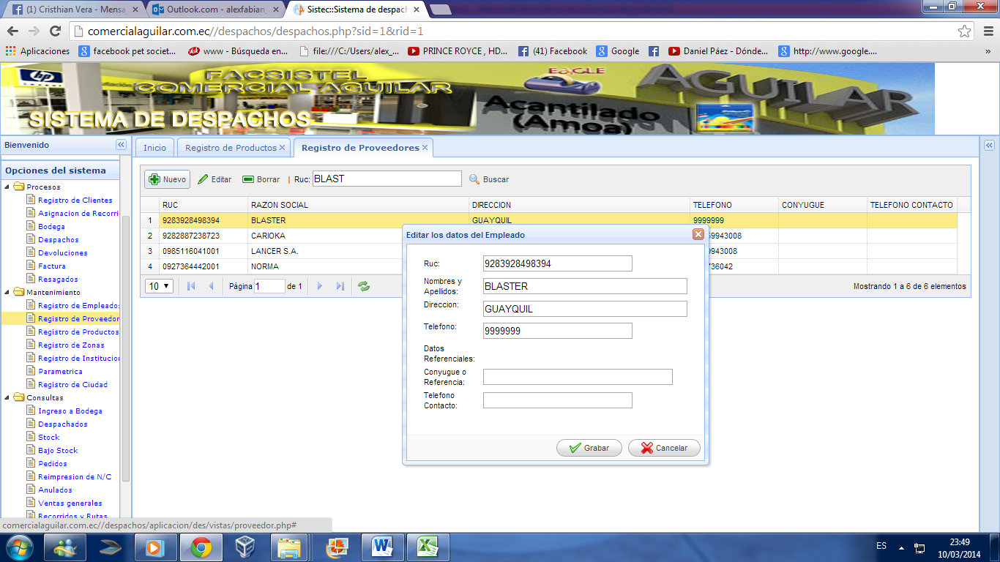 (1) Cristhian Vera - Mensaj
Outlook.com - alexfabian_
Sistec::Sistema de despach
comercialaguilar.com.ec//despachos/despachos.php?sid=1&rid=1
Aplicaciones
facebook pet societ...
www - Búsqueda en...
file:///C:/Users/alex_...
PRINCE ROYCE , HD...
(41) Facebook
Google
Daniel Páez - Dónde...
http://www.google....
»
hp
FACSISTEL
COMERCIAL AGUILAR
SISTEMA DE DESPACHOS
EAGLE
Acantilado
(Amoa)
AGUILAR
Bienvenido
Inicio
Registro de Productos
Registro de Proveedores
Opciones del sistema
Procesos
Registro de Clientes
Asignacion de Recorri
Bodega
Despachos
Devoluciones
Factura
Resagados
Mantenimiento
Registro de Empleados
Registro de Proveedor
Registro de Productos
Registro de Zonas
Registro de Institucion
Parametrica
Registro de Ciudad
Consultas
Ingreso a Bodega
Despachados
Stock
Bajo Stock
Pedidos
Reimpresion de N/C
Anulados
Ventas generales
Recorridos y Rutas
Nuevo Editar Borrar | Ruc: BLAST Buscar
RUC RAZON SOCIAL DIRECCION TELEFONO CONYUGUE TELEFONO CONTACTO
1 9283928498394 BLASTER GUAYQUIL 9999999
2 9282887238723 CARIOKA 59943008
3 0985116041001 LANCER S.A. 9943008
4 0927364442001 NORMA 736042
10 Página 1 de 1 Mostrando 1 a 6 de 6 elementos
Editar los datos del Empleado
Ruc: 9283928498394
Nombres y
Apellidos: BLASTER
Direccion: GUAYQUIL
Telefono: 9999999
Datos
Referenciales:
Conyugue o
Referencia:
Telefono
Contacto:
Grabar Cancelar
comercialaguilar.com.ec//despachos/aplicacion/des/vistas/proveedor.php#
ES
23:49
10/03/2014